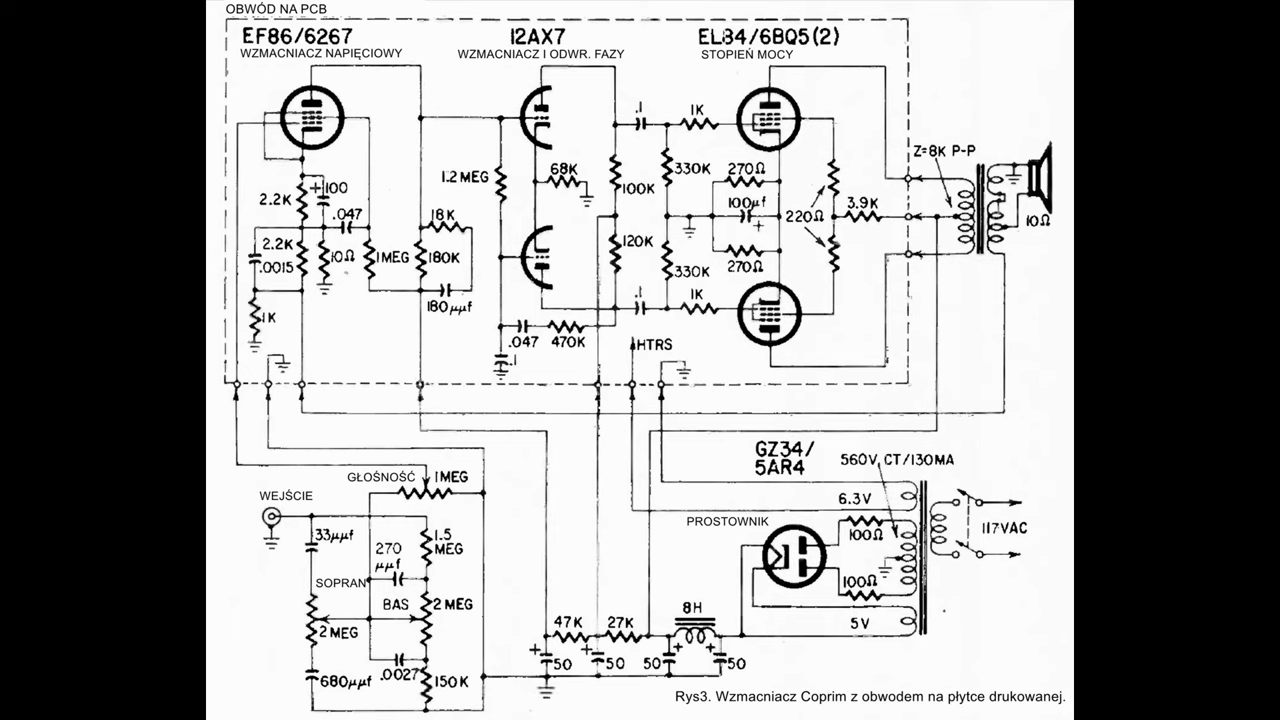 OBWÓD NA PCB
EF86/6267
WZMACNIACZ NAPIĘCIOWY
12AX7
WZMACNIACZ I ODWR. FAZY
EL84/6BQ5(2)
STOPIEŃ MOCY
.1
1K
Z=8K P-P
1.2 MEG
68K
330K
270Ω
+
100
2.2K
100K
100μf
+
220Ω
3.9K
10Ω
.047
18K
2.2K
.0015
10Ω
1MEG
180K
120K
330K
270Ω
180μμf
.1
1K
1K
.047
470K
.1
HTRS
GZ34/
5AR4
560V, CT/130MA
GŁOŚNOŚĆ
1MEG
WEJŚCIE
6.3V
PROSTOWNIK
100Ω
117VAC
33μμf
270
μμf
1.5
MEG
SOPRAN
BAS
2 MEG
2 MEG
100Ω
8H
5V
47K
27K
+
50
+
50
50
+
+
50
680μμf
.0027
150K
Rys3. Wzmacniacz Coprim z obwodem na płytce drukowanej.